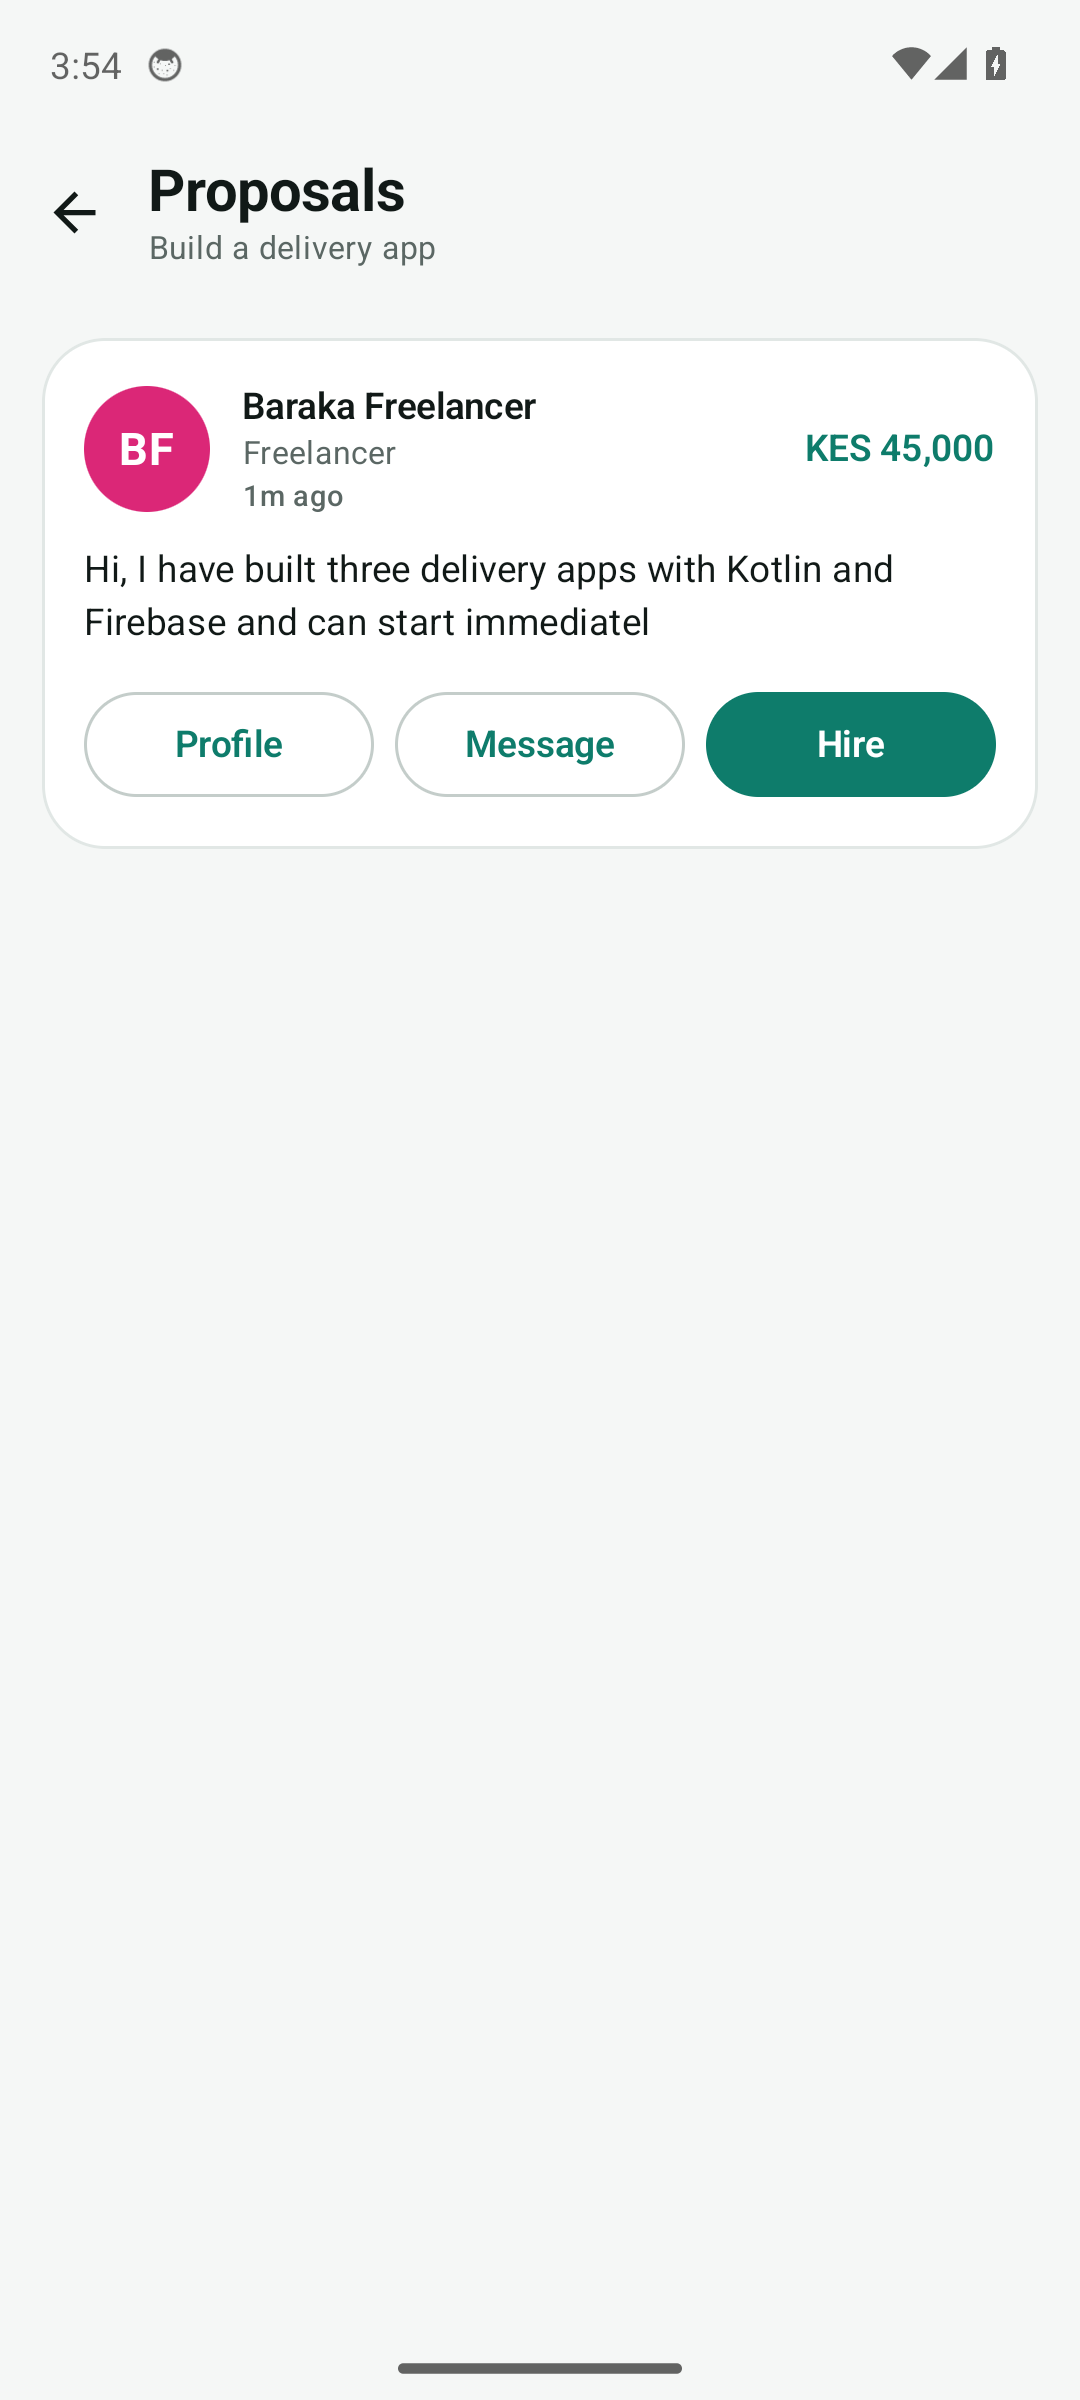 3:54
Proposals
Build a delivery app
BF
Baraka Freelancer
Freelancer
1m ago
KES 45,000
Hi, I have built three delivery apps with Kotlin and
Firebase and can start immediatel
Profile
Message
Hire